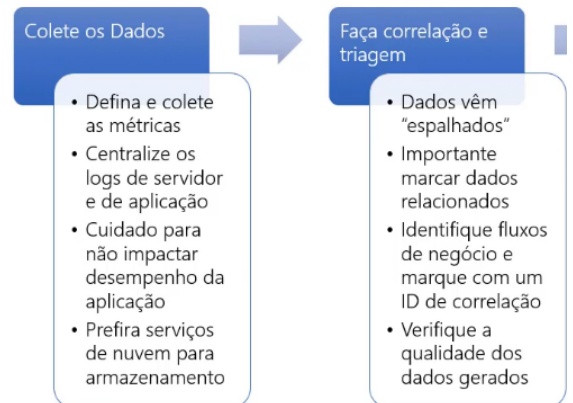 Colete os Dados
• Defina e colete
as métricas
• Centralize os
logs de servidor
e de aplicação
• Cuidado para
não impactar
desempenho da
aplicação
• Prefira serviços
de nuvem para
armazenamento
Faça correlação e
triagem
• Dados vêm
“espalhados”
• Importante
marcar dados
relacionados
• Identifique fluxos
de negócio e
marque com um
ID de correlação
• Verifique a
qualidade dos
dados gerados